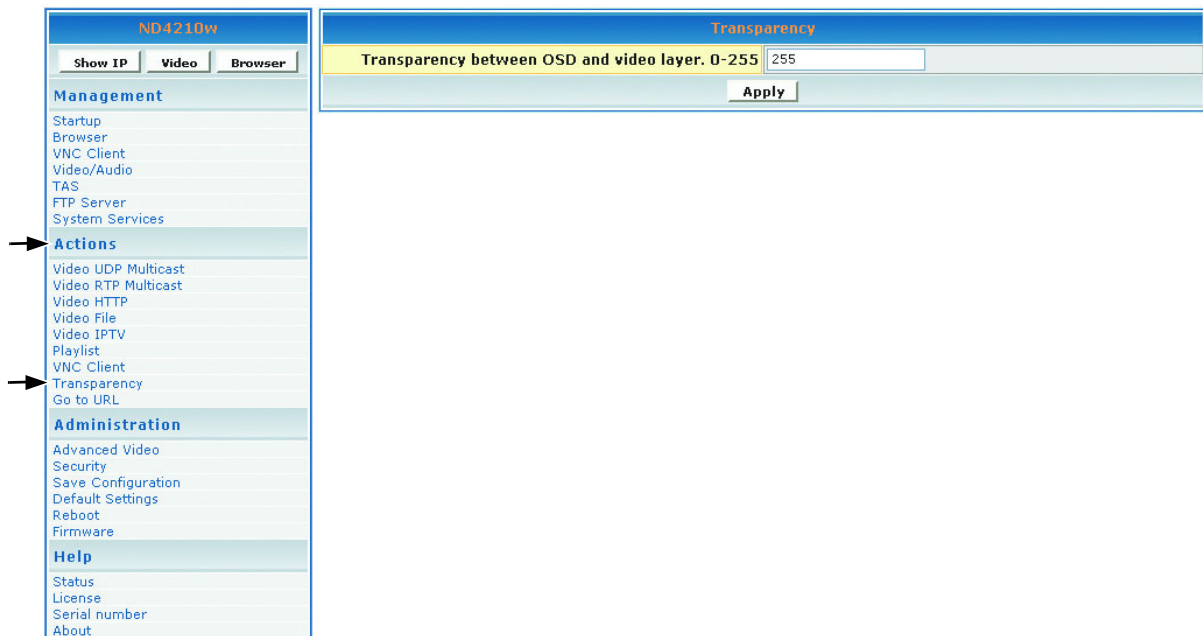 ND4210w
Show IP Video Browser
Management
Startup
Browser
VNC Client
Video/Audio
TAS
FTP Server
System Services
Actions
Video UDP Multicast
Video RTP Multicast
Video HTTP
Video File
Video IPTV
Playlist
VNC Client
Transparency
Go to URL
Administration
Advanced Video
Security
Save Configuration
Default Settings
Reboot
Firmware
Help
Status
License
Serial number
About
Transparency
Transparency between OSD and video layer. 0-255 255
Apply